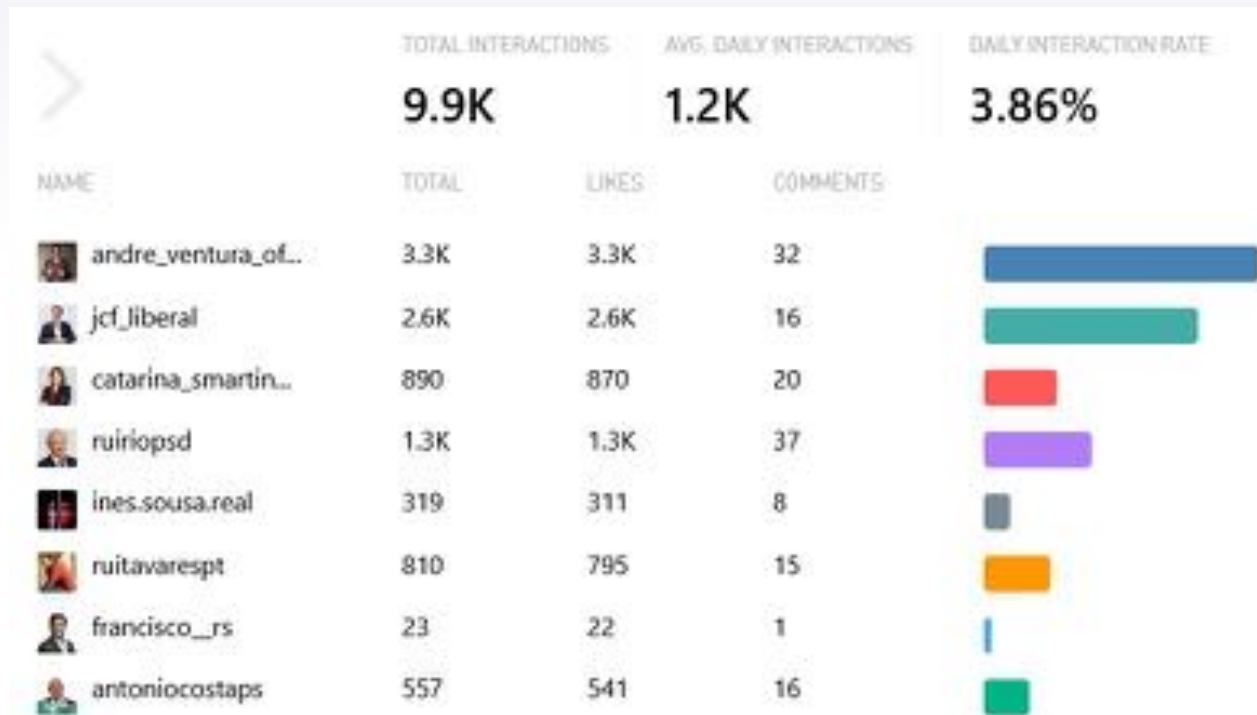 TOTAL INTERACTIONS AVG. DAILY INTERACTIONS DAILY INTERACTION RATE
9.9K 1.2K 3.86%
NAME TOTAL LIKES COMMENTS
andre_ventura_of... 3.3K 3.3K 32
jcf_liberal 2.6K 2.6K 16
catarina_smartin... 890 870 20
ruiriopsd 1.3K 1.3K 37
ines.sousa.real 319 311 8
ruitavarespt 810 795 15
francisco__rs 23 22 1
antoniocostaps 557 541 16